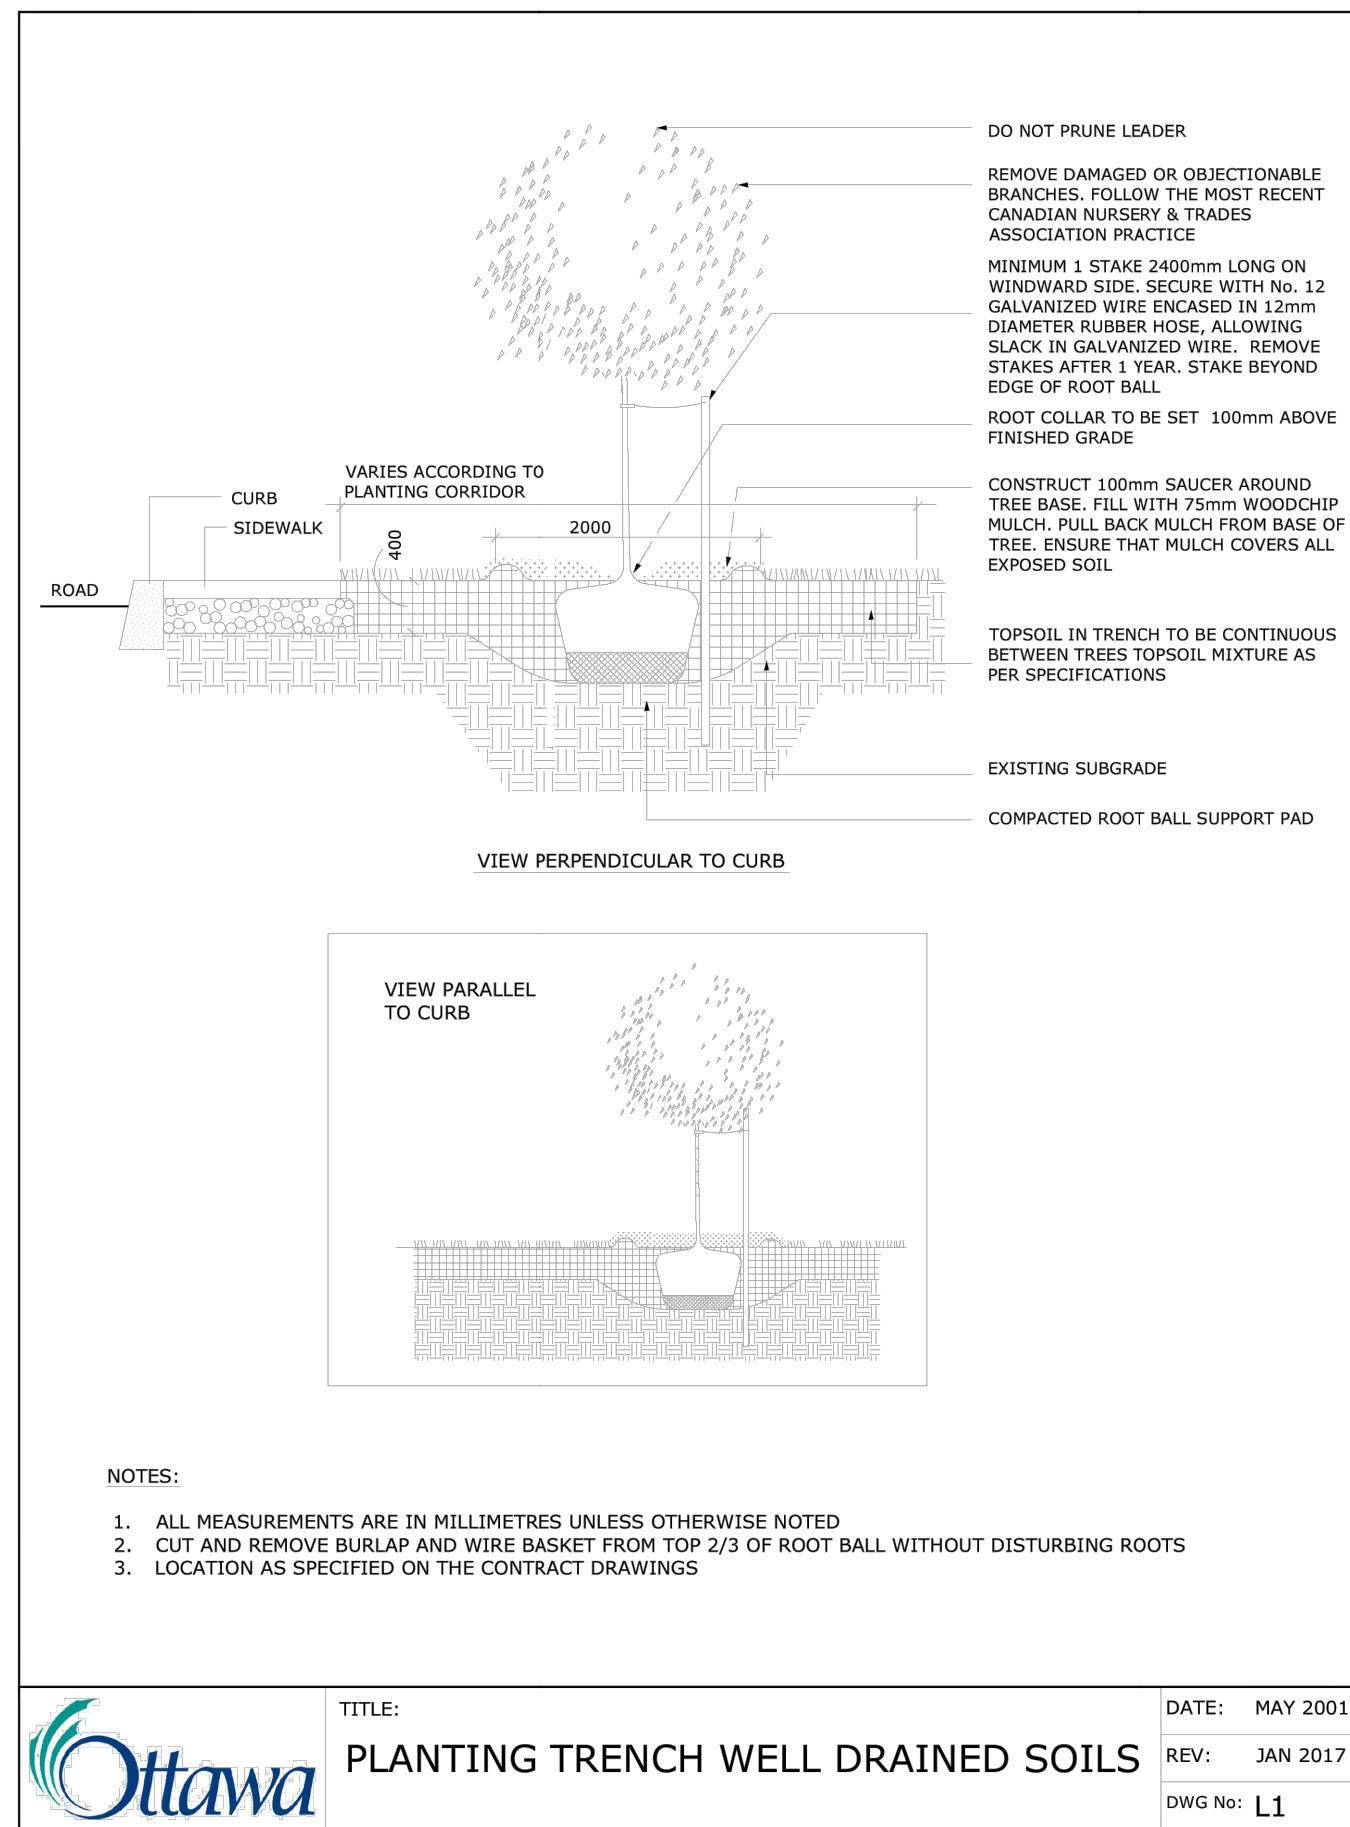 DO NOT PRUNE LEADER
REMOVE DAMAGED OR OBJECTIONABLE
BRANCHES. FOLLOW THE MOST RECENT
CANADIAN NURSERY & TRADES
ASSOCIATION PRACTICE
MINIMUM 1 STAKE 2400mm LONG ON
WINDWARD SIDE. SECURE WITH No. 12
GALVANIZED WIRE ENCASED IN 12mm
DIAMETER RUBBER HOSE, ALLOWING
SLACK IN GALVANIZED WIRE. REMOVE
STAKES AFTER 1 YEAR. STAKE BEYOND
EDGE OF ROOT BALL
ROOT COLLAR TO BE SET 100mm ABOVE
FINISHED GRADE
VARIES ACCORDING TO
PLANTING CORRIDOR
CURB
SIDEWALK
2000
400
ROAD
CONSTRUCT 100mm SAUCER AROUND
TREE BASE. FILL WITH 75mm WOODCHIP
MULCH. PULL BACK MULCH FROM BASE OF
TREE. ENSURE THAT MULCH COVERS ALL
EXPOSED SOIL
TOPSOIL IN TRENCH TO BE CONTINUOUS
BETWEEN TREES TOPSOIL MIXTURE AS
PER SPECIFICATIONS
EXISTING SUBGRADE
COMPACTED ROOT BALL SUPPORT PAD
VIEW PERPENDICULAR TO CURB
VIEW PARALLEL
TO CURB
NOTES:
1. ALL MEASUREMENTS ARE IN MILLIMETRES UNLESS OTHERWISE NOTED
2. CUT AND REMOVE BURLAP AND WIRE BASKET FROM TOP 2/3 OF ROOT BALL WITHOUT DISTURBING ROOTS
3. LOCATION AS SPECIFIED ON THE CONTRACT DRAWINGS
Ottawa
TITLE:
PLANTING TRENCH WELL DRAINED SOILS
DATE: MAY 2001
REV: JAN 2017
DWG No: L1